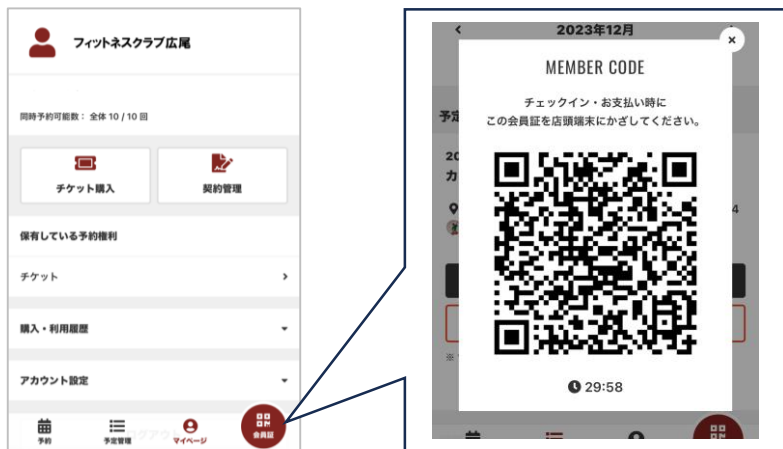 フィットネスクラブ広尾
同時予約可能数： 全体 10 / 10 回
チケット購入
契約管理
保有している予約権利
チケット
購入・利用履歴
アカウント設定
ログアウト
予約
予定管理
マイページ
会員証
2023年12月
MEMBER CODE
チェックイン・お支払い時に
この会員証を店頭端末にかざしてください。
29:58
予定
20
カ
4
※